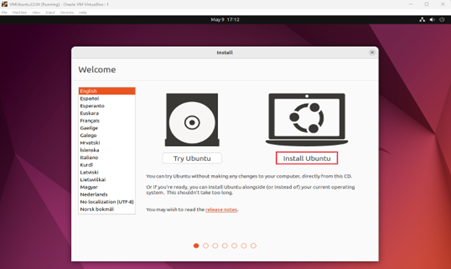 VMUbuntu22.04 [Running] - Oracle VM VirtualBox : 1
File Machine View Input Devices Help
May 9 17:12
Install
Welcome
English
Español
Esperanto
Euskara
Français
Gaeilge
Galego
Hrvatski
Íslenska
Italiano
Kurdî
Latviski
Lietuviškai
Magyar
Nederlands
No localization (UTF-8)
Norsk bokmål
Try Ubuntu
Install Ubuntu
You can try Ubuntu without making any changes to your computer, directly from this CD.
Or if you're ready, you can install Ubuntu alongside (or instead of) your current operating
system. This shouldn't take too long.
You may wish to read the release notes.